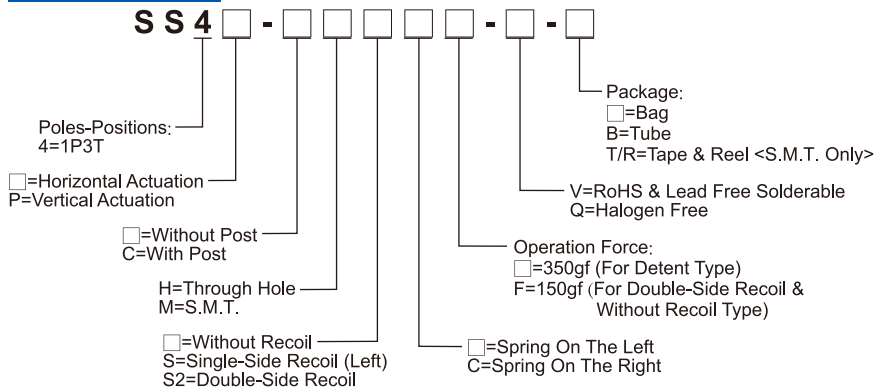 SS4□-□□□□□-□-□
Package:
□=Bag
B=Tube
T/R=Tape & Reel <S.M.T. Only>
Poles-Positions:
4=1P3T
□=Horizontal Actuation
P=Vertical Actuation
V=RoHS & Lead Free Solderable
Q=Halogen Free
□=Without Post
C=With Post
Operation Force:
□=350gf (For Detent Type)
F=150gf (For Double-Side Recoil &
Without Recoil Type)
H=Through Hole
M=S.M.T.
□=Without Recoil
S=Single-Side Recoil (Left)
S2=Double-Side Recoil
□=Spring On The Left
C=Spring On The Right